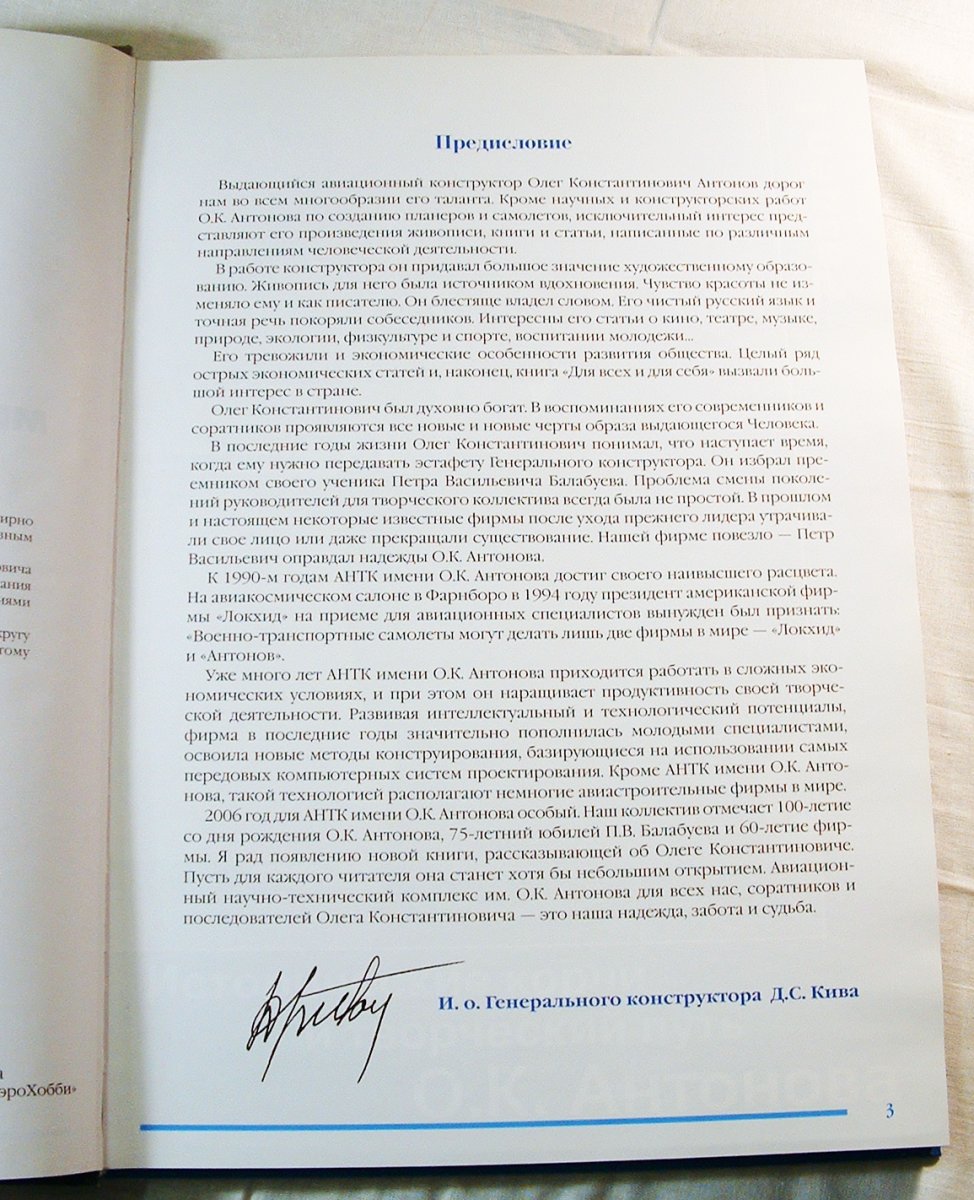 Предисловие
Выдающийся авиационный конструктор Олег Константинович Антонов дорог
нам во всем многообразии его таланта. Кроме научных и конструкторских работ
О.К. Антонова по созданию планеров и самолетов, исключительный интерес пред-
ставляют его произведения живописи, книги и статьи, написанные по различным
направлениям человеческой деятельности.
В работе конструктора он придавал большое значение художественному образо-
ванию. Живопись для него была источником вдохновения. Чувство красоты не из-
меняло ему и как писателю. Он блестяще владел словом. Его чистый русский язык и
точная речь покоряли собеседников. Интересны его статьи о кино, театре, музыке,
природе, экологии, физкультуре и спорте, воспитании молодежи...
Его тревожили и экономические особенности развития общества. Целый ряд
острых экономических статей и, наконец, книга «Для всех и для себя» вызвали боль-
шой интерес в стране.
Олег Константинович был духовно богат. В воспоминаниях его современников и
соратников проявляются все новые и новые черты образа выдающегося Человека.
В последние годы жизни Олег Константинович понимал, что наступает время,
когда ему нужно передавать эстафету Генерального конструктора. Он избрал пре-
емником своего ученика Петра Васильевича Балабуева. Проблема смены поколе-
ний руководителей для творческого коллектива всегда была не простой. В прошлом
и настоящем некоторые известные фирмы после ухода прежнего лидера утрачива-
ли свое лицо или даже прекращали существование. Нашей фирме повезло — Петр
Васильевич оправдал надежды О.К. Антонова.
К 1990-м годам АНТК имени О.К. Антонова достиг своего наивысшего расцвета.
На авиакосмическом салоне в Фарнборо в 1994 году президент американской фир-
мы «Локхид» на приеме для авиационных специалистов вынужден был признать:
«Военно-транспортные самолеты могут делать лишь две фирмы в мире — «Локхид»
и «Антонов».
Уже много лет АНТК имени О.К. Антонова приходится работать в сложных эко-
номических условиях, и при этом он наращивает продуктивность своей творче-
ской деятельности. Развивая интеллектуальный и технологический потенциалы,
фирма в последние годы значительно пополнилась молодыми специалистами,
освоила новые методы конструирования, базирующиеся на использовании самых
передовых компьютерных систем проектирования. Кроме АНТК имени О.К. Анто-
нова, такой технологией располагают немногие авиастроительные фирмы в мире.
2006 год для АНТК имени О.К. Антонова особый. Наш коллектив отмечает 100-летие
со дня рождения О.К. Антонова, 75-летний юбилей П.В. Балабуева и 60-летие фир-
мы. Я рад появлению новой книги, рассказывающей об Олеге Константиновиче.
Пусть для каждого читателя она станет хотя бы небольшим открытием. Авиацион-
ный научно-технический комплекс им. О.К. Антонова для всех нас, соратников и
последователей Олега Константиновича — это наша надежда, забота и судьба.
И. о. Генерального конструктора Д.С. Кива
3